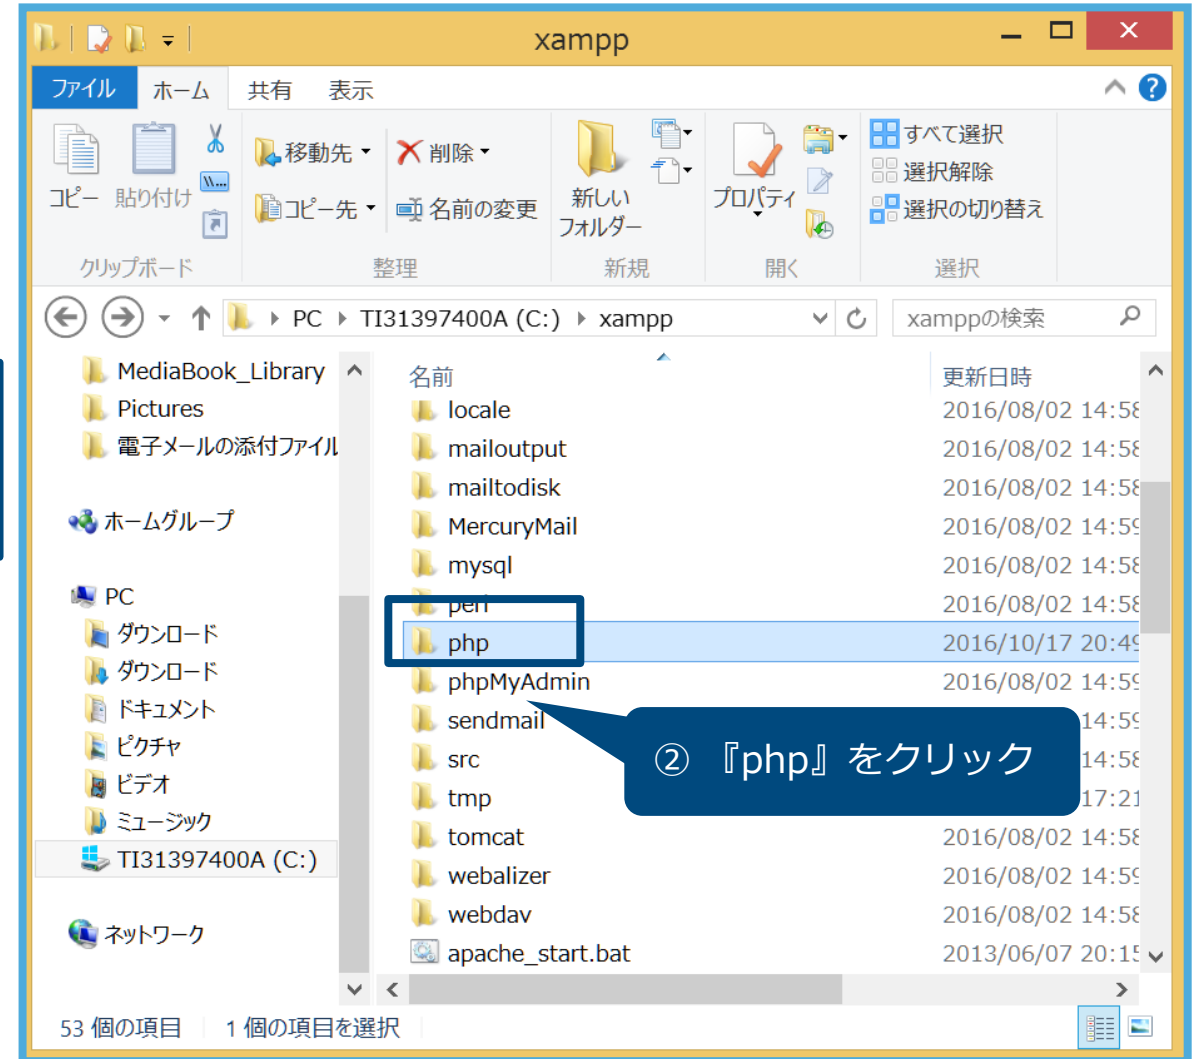 xampp
ファイル ホーム 共有 表示
コピー 貼り付け 移動先 コピー先 削除 名前の変更 新しい フォルダー プロパティ すべて選択 選択解除 選択の切り替え
クリップボード 整理 新規 開く 選択
PC TI31397400A (C:) xampp xamppの検索
MediaBook_Library
Pictures
電子メールの添付ファイル
ホームグループ
PC
ダウンロード
ダウンロード
ドキュメント
ピクチャ
ビデオ
ミュージック
TI31397400A (C:)
ネットワーク
名前 更新日時
locale 2016/08/02 14:58
mailoutput 2016/08/02 14:58
mailtodisk 2016/08/02 14:58
MercuryMail 2016/08/02 14:59
mysql 2016/08/02 14:58
perl 2016/08/02 14:58
php 2016/10/17 20:49
phpMyAdmin 2016/08/02 14:59
sendmail 14:59
src 14:58
tmp 17:21
tomcat 2016/08/02 14:58
webalizer 2016/08/02 14:59
webdav 2016/08/02 14:58
apache_start.bat 2013/06/07 20:15
② 『php』をクリック
53 個の項目 1 個の項目を選択